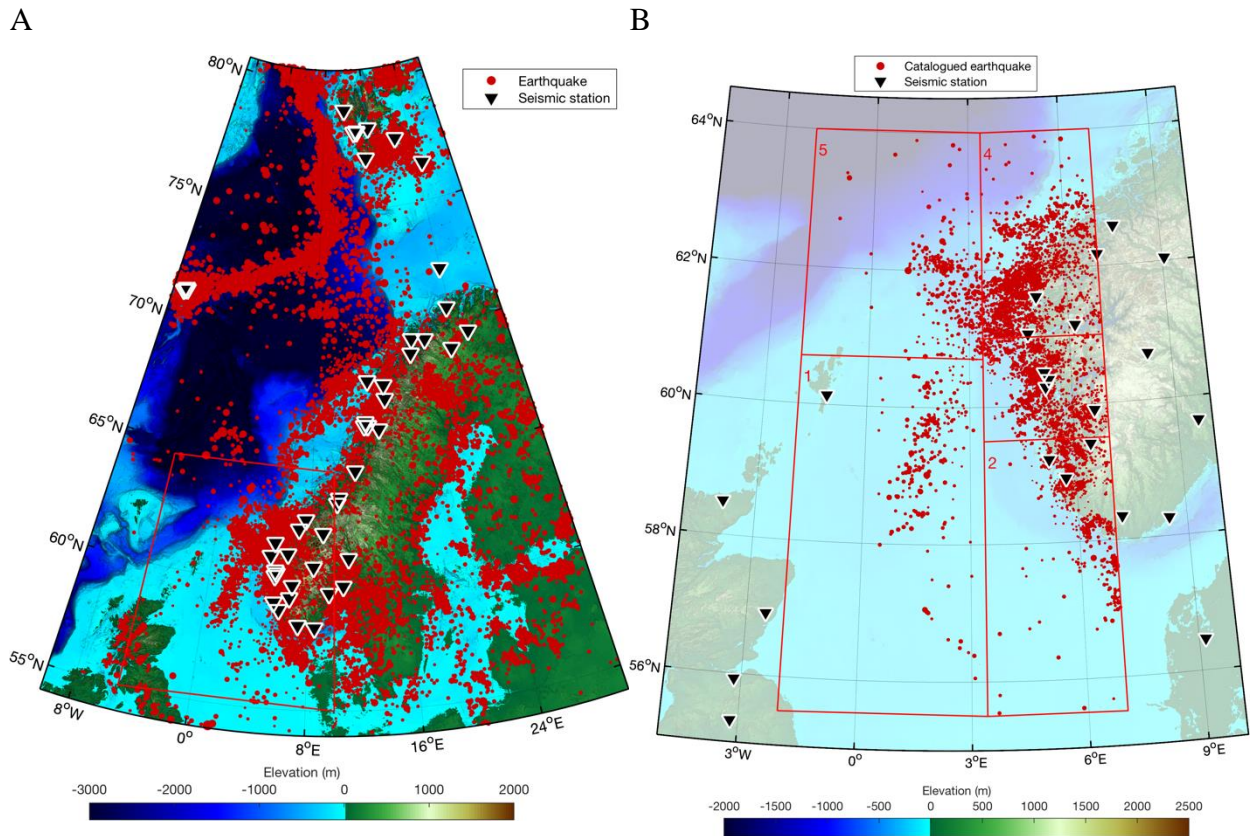 A
80°N
75°N
70°N
65°N
60°N
55°N
8°W
0°
8°E
16°E
24°E
Earthquake
Seismic station
Elevation (m)
-3000 -2000 -1000 0 1000 2000
B
Catalogued earthquake
Seismic station
64°N
62°N
60°N
58°N
56°N
3°W
0°
3°E
6°E
9°E
5
4
1
3
2
Elevation (m)
-2000 -1500 -1000 -500 0 500 1000 1500 2000 2500